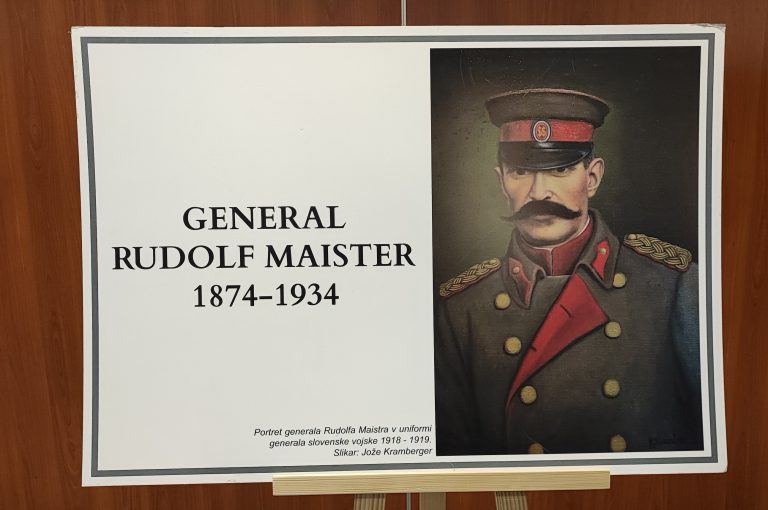 GENERAL
RUDOLF MAISTER
1874–1934
Portret generala Rudolfa Maistra v uniformi
generala slovenske vojske 1918 - 1919.
Slikar: Jože Kramberger